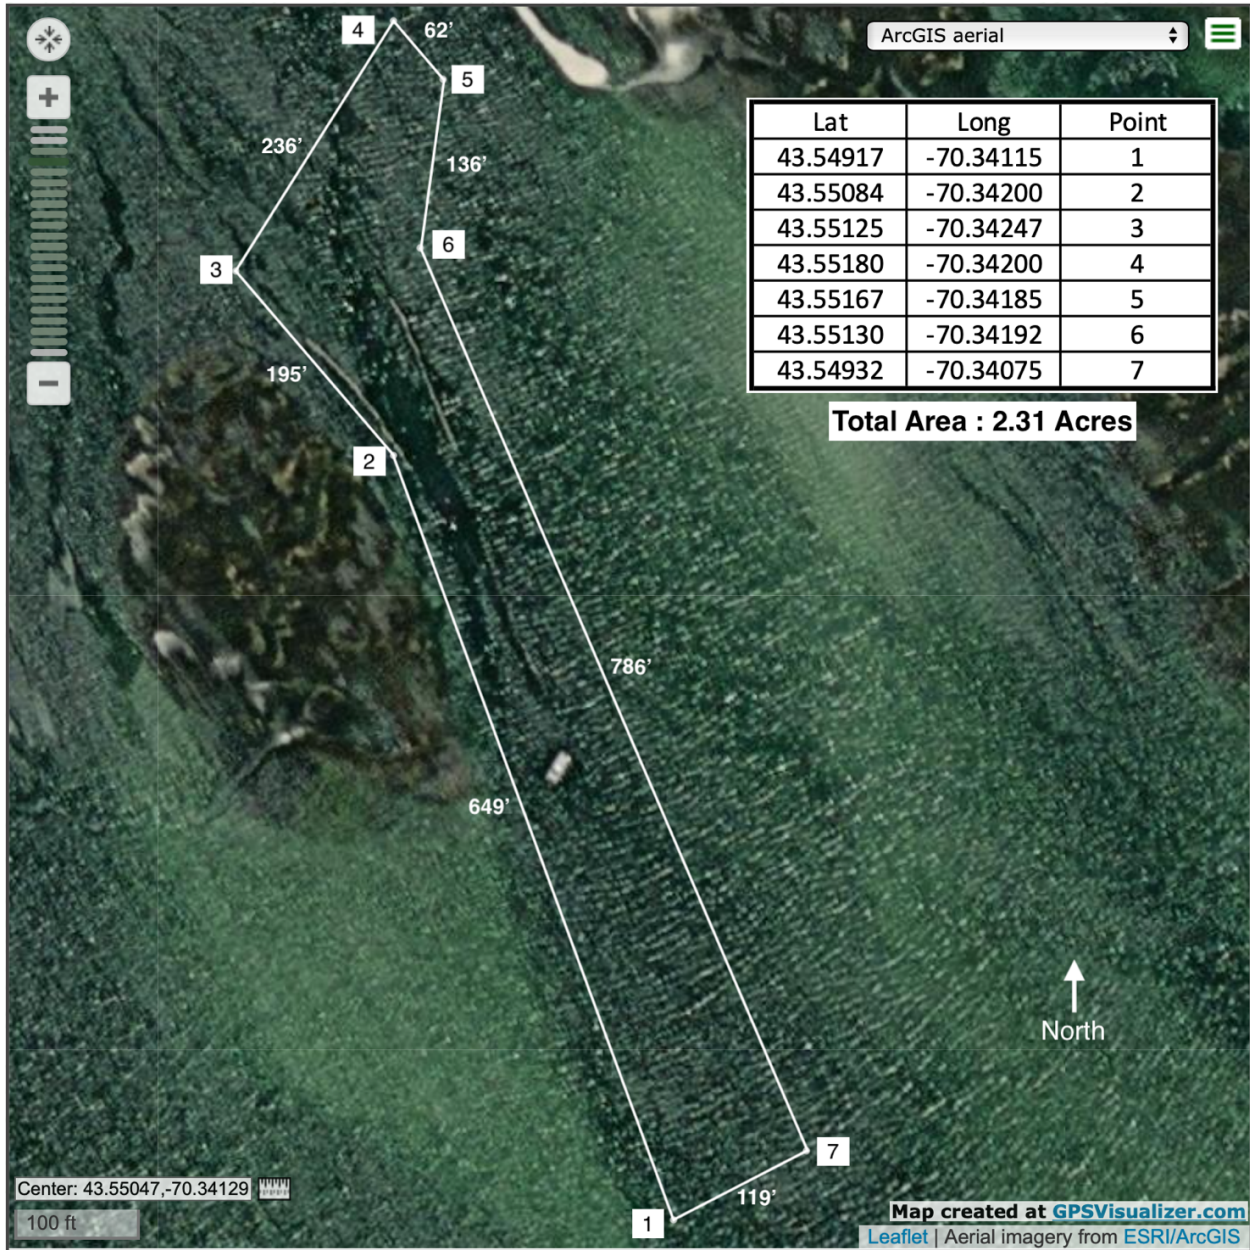 4
62'
ArcGIS aerial
5
236'
136'
6
3
195'
2
Lat Long Point
43.54917 -70.34115 1
43.55084 -70.34200 2
43.55125 -70.34247 3
43.55180 -70.34200 4
43.55167 -70.34185 5
43.55130 -70.34192 6
43.54932 -70.34075 7
Total Area : 2.31 Acres
786'
649'
North
7
119'
1
Center: 43.55047,-70.34129
100 ft
Map created at GPSVisualizer.com
Leaflet | Aerial imagery from ESRI/ArcGIS